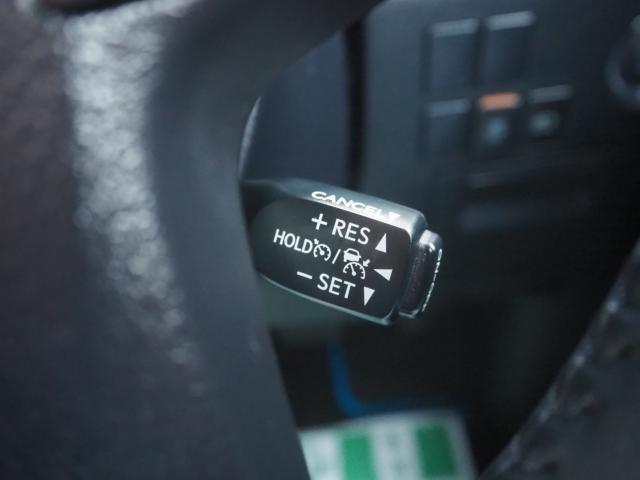 CANCEL▼
+ RES ▲
HOLD / ◀
− SET ▼